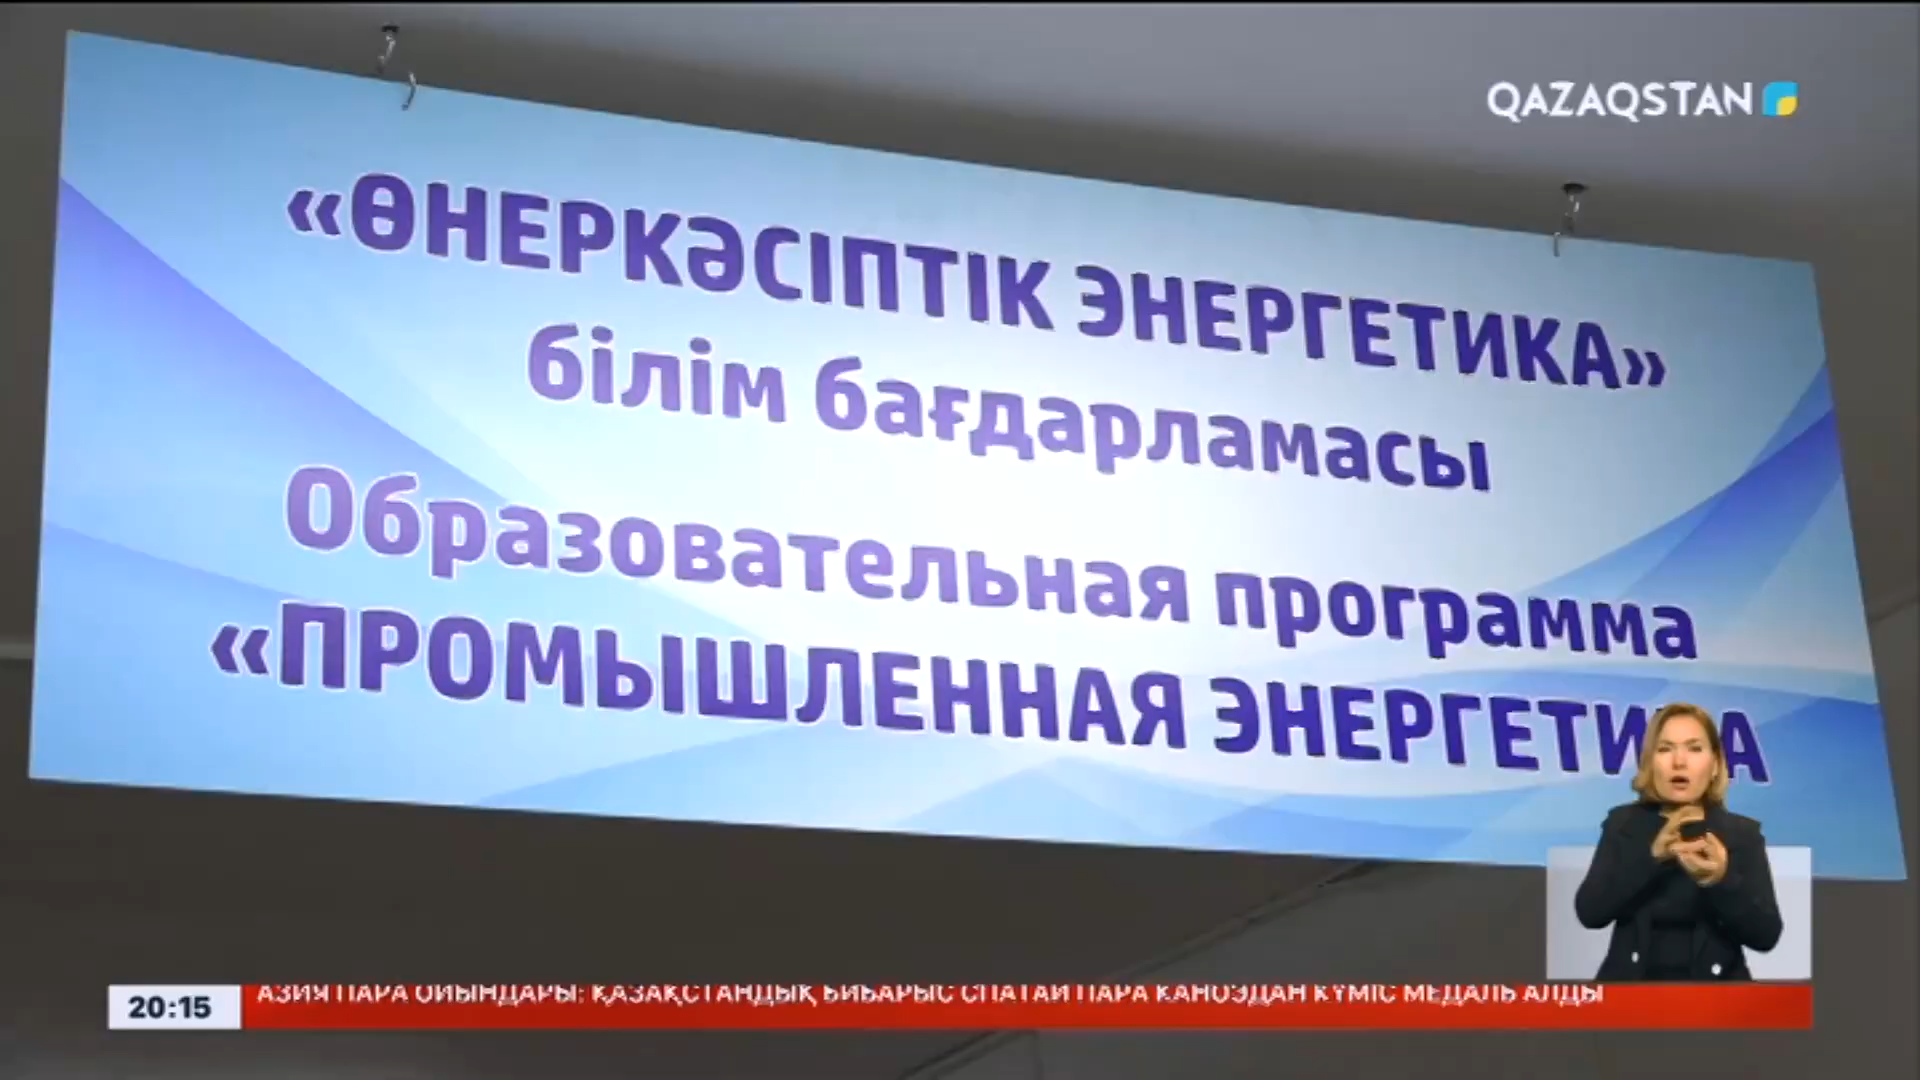 QAZAQSTAN
«ӨНЕРКӘСІПТІК ЭНЕРГЕТИКА»
білім бағдарламасы
Образовательная программа
«ПРОМЫШЛЕННАЯ ЭНЕРГЕТИКА
20:15
АЗИЯ ПАРА ОЙЫНДАРЫ: ҚАЗАҚСТАНДЫҚ БИБАРЫС СПАТАЙ ПАРА КАНОЭДАН КҮМІС МЕДАЛЬ АЛДЫ